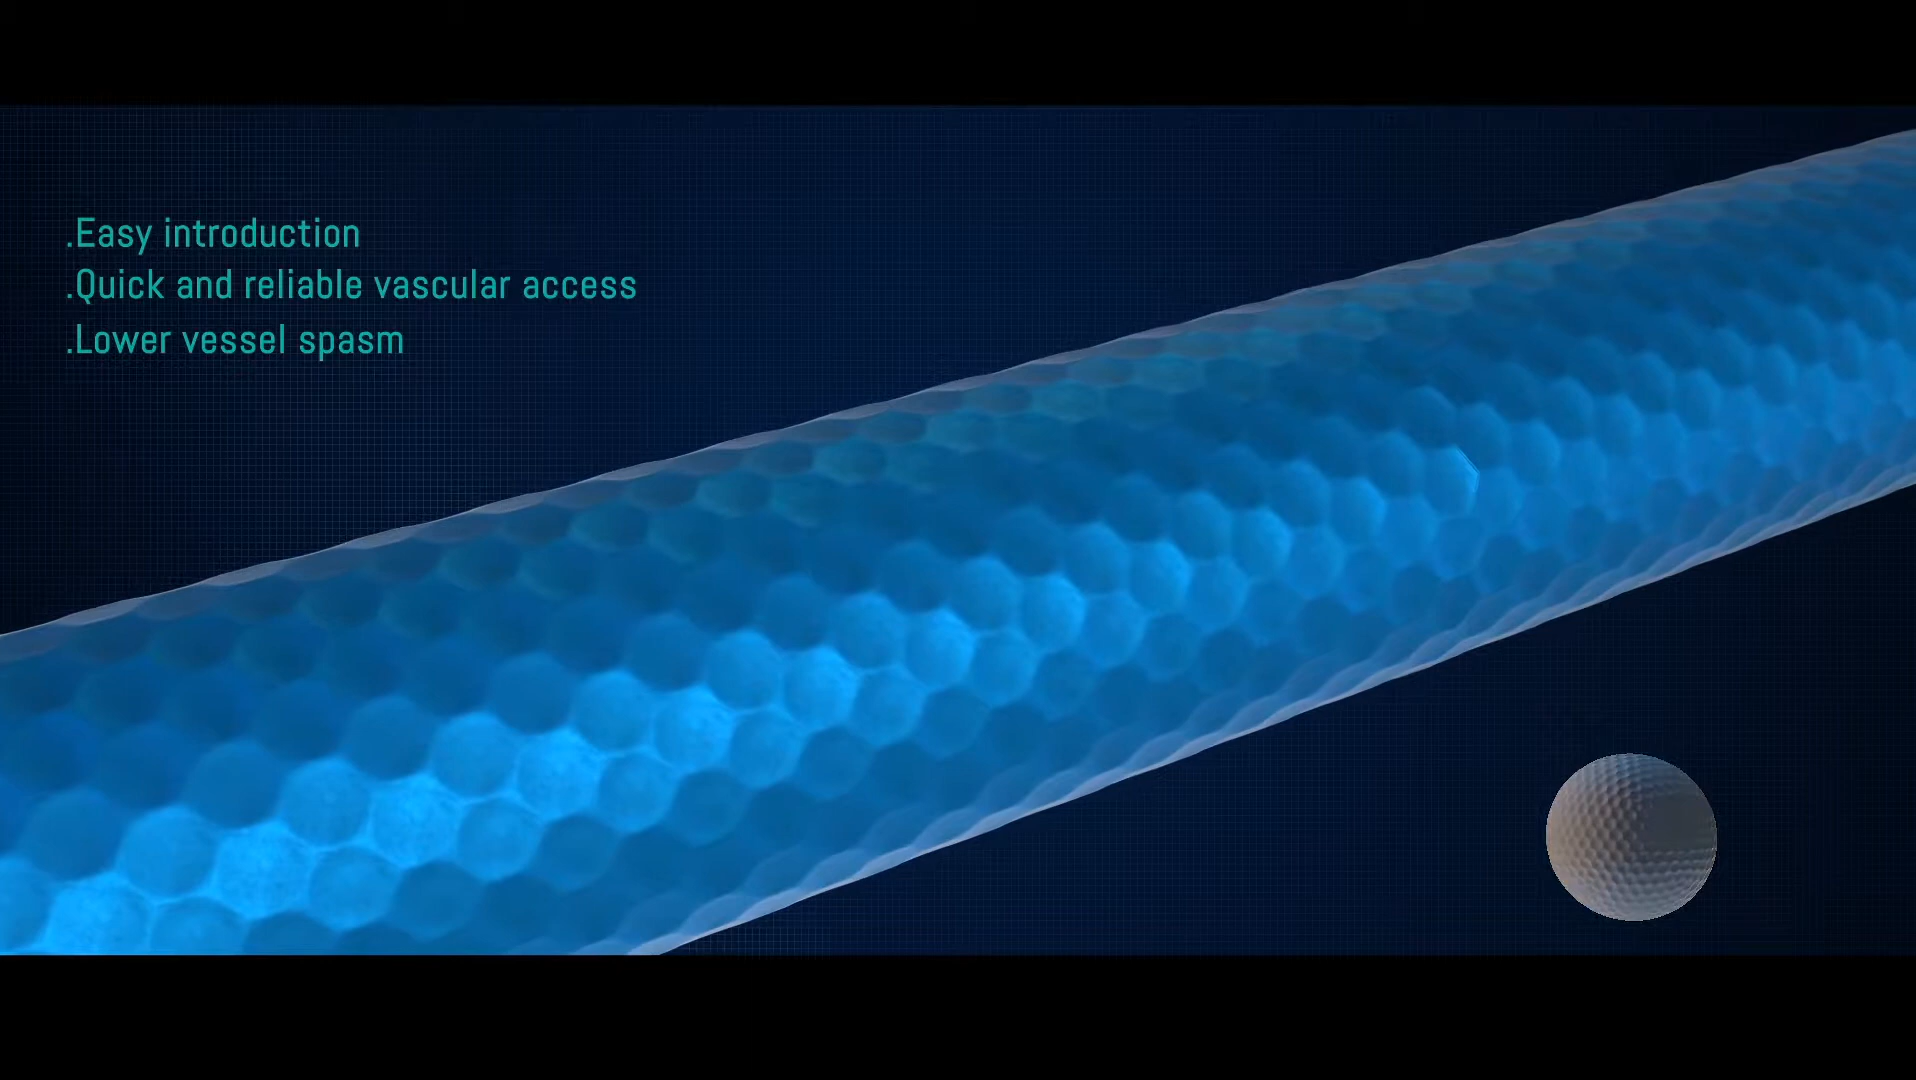 .Easy introduction
.Quick and reliable vascular access
.Lower vessel spasm